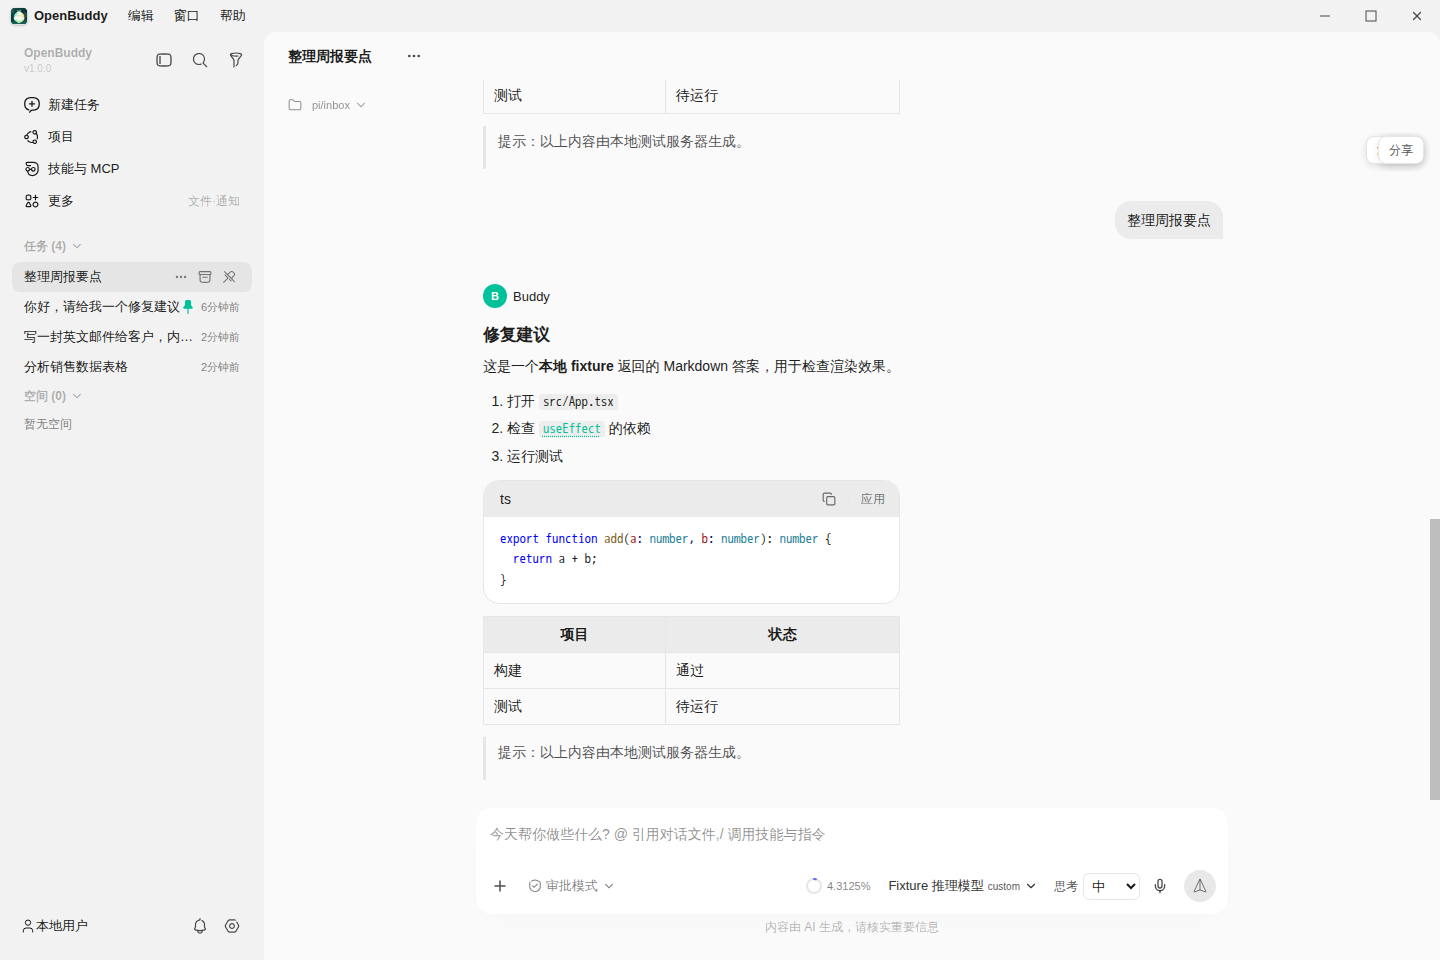 OpenBuddy 编辑 窗口 帮助
OpenBuddy
v1.0.0
新建任务
项目
技能与 MCP
更多 文件·通知
任务 (4)
整理周报要点
你好，请给我一个修复建议 6分钟前
写一封英文邮件给客户，内... 2分钟前
分析销售数据表格 2分钟前
空间 (0)
暂无空间
本地用户
整理周报要点
pi/inbox
测试 待运行
提示：以上内容由本地测试服务器生成。
分享
整理周报要点
B Buddy
修复建议
这是一个本地 fixture 返回的 Markdown 答案，用于检查渲染效果。
1. 打开 src/App.tsx
2. 检查 useEffect 的依赖
3. 运行测试
ts 应用
export function add(a: number, b: number): number {
  return a + b;
}
项目 状态
构建 通过
测试 待运行
提示：以上内容由本地测试服务器生成。
今天帮你做些什么? @ 引用对话文件,/ 调用技能与指令
审批模式 4.3125% Fixture 推理模型 custom 思考 中
内容由 AI 生成，请核实重要信息